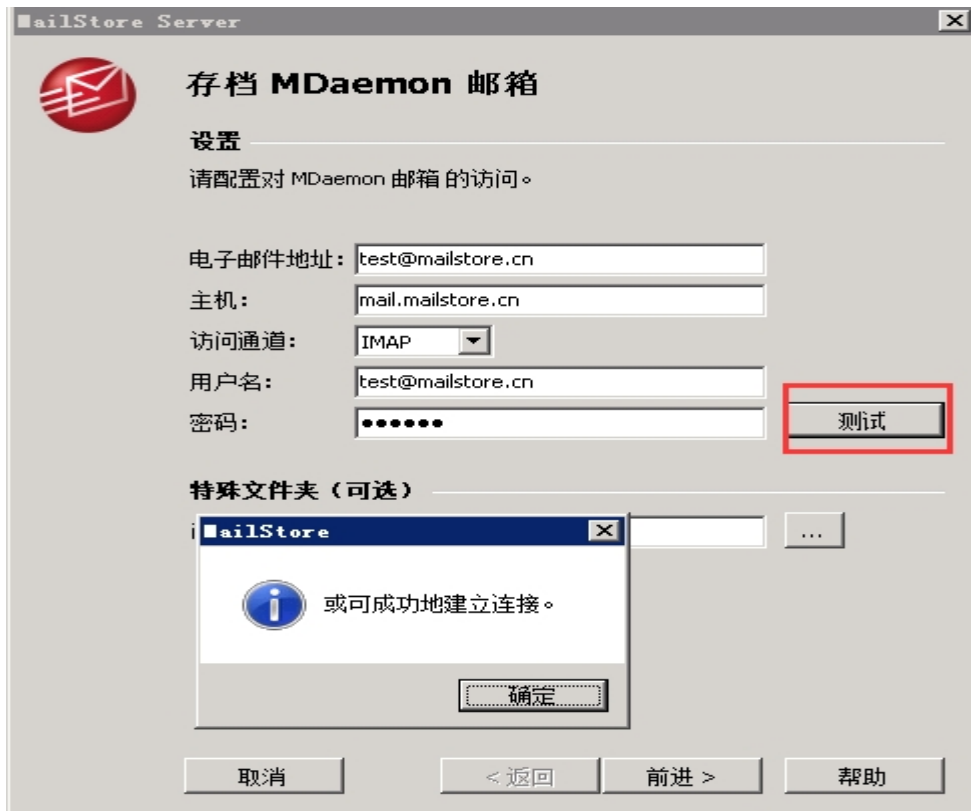 MailStore Server
存档 MDaemon 邮箱
设置
请配置对 MDaemon 邮箱 的访问。
电子邮件地址: test@mailstore.cn
主机: mail.mailstore.cn
访问通道: IMAP
用户名: test@mailstore.cn
密码: ●●●●●●
测试
特殊文件夹（可选）
MailStore
...
或可成功地建立连接。
确定
取消
< 返回
前进 >
帮助